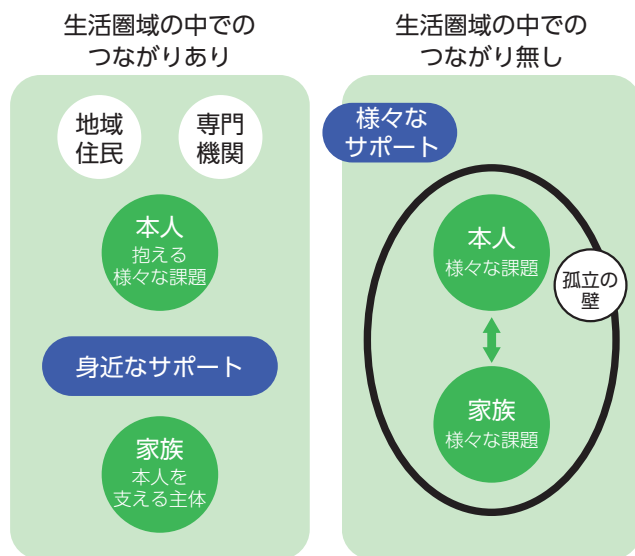 生活圏域の中での
つながりあり
地域
住民
専門
機関
本人
抱える
様々な課題
身近なサポート
家族
本人を
支える主体
生活圏域の中での
つながり無し
様々な
サポート
本人
様々な課題
孤立の
壁
家族
様々な課題